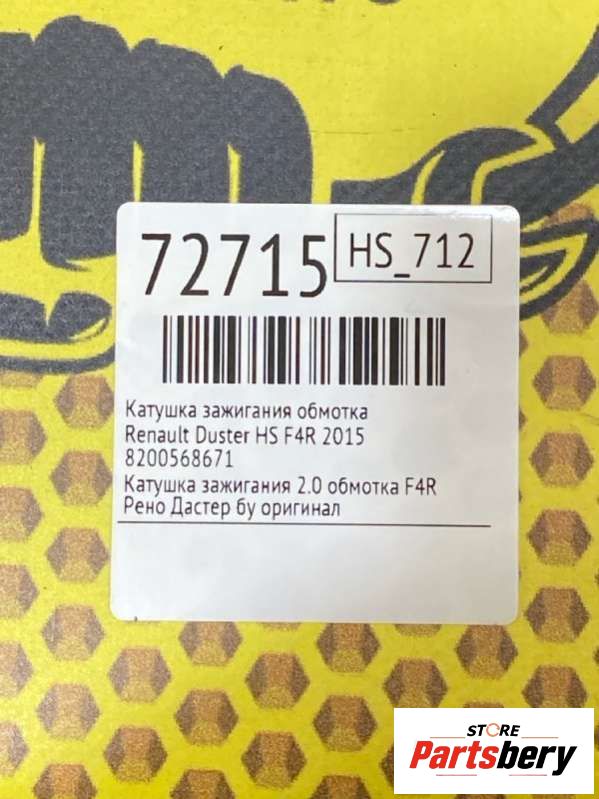 72715
HS_712
Катушка зажигания обмотка
Renault Duster HS F4R 2015
8200568671
Катушка зажигания 2.0 обмотка F4R
Рено Дастер бу оригинал
STORE
Partsbery